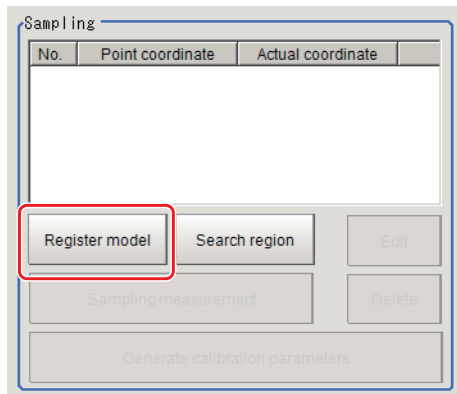 Sampling
No. Point coordinate Actual coordinate
Register model Search region Edit
Sampling measurement Delete
Generate calibration parameters